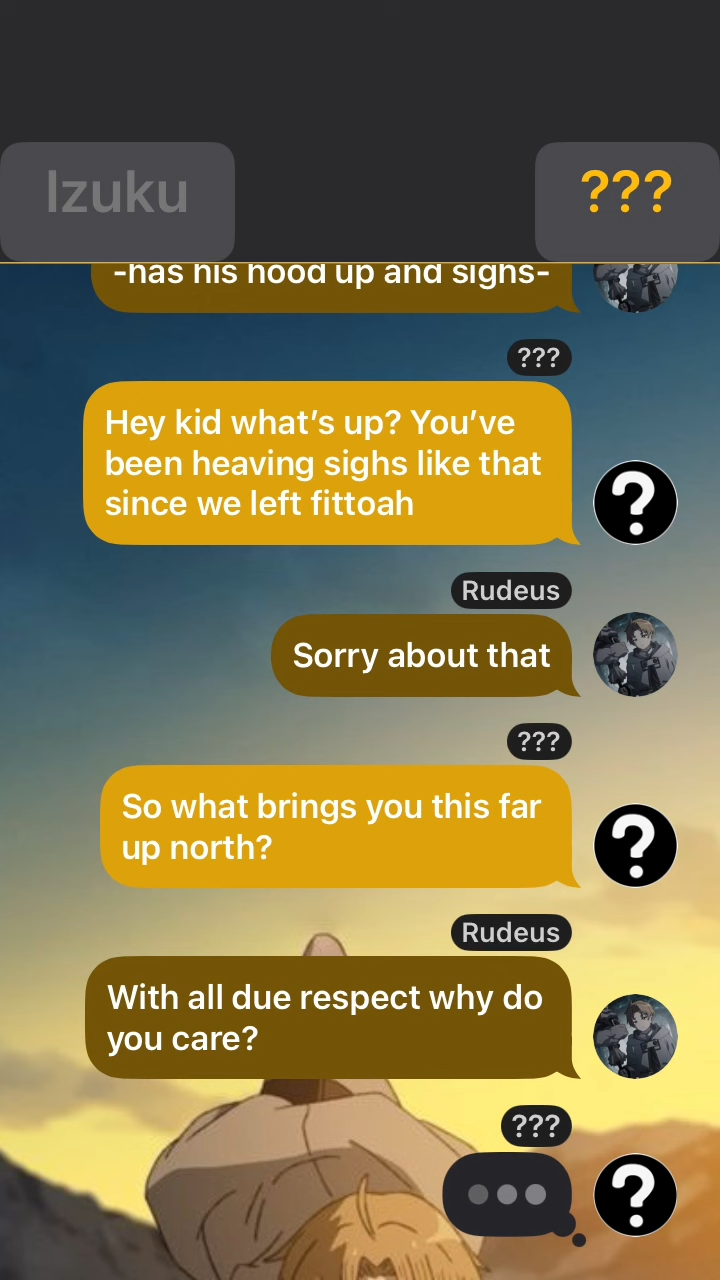 Izuku
???
-has his hood up and sighs-
???
Hey kid what’s up? You’ve
been heaving sighs like that
since we left fittoah
?
Rudeus
Sorry about that
???
So what brings you this far
up north?
?
Rudeus
With all due respect why do
you care?
???
?